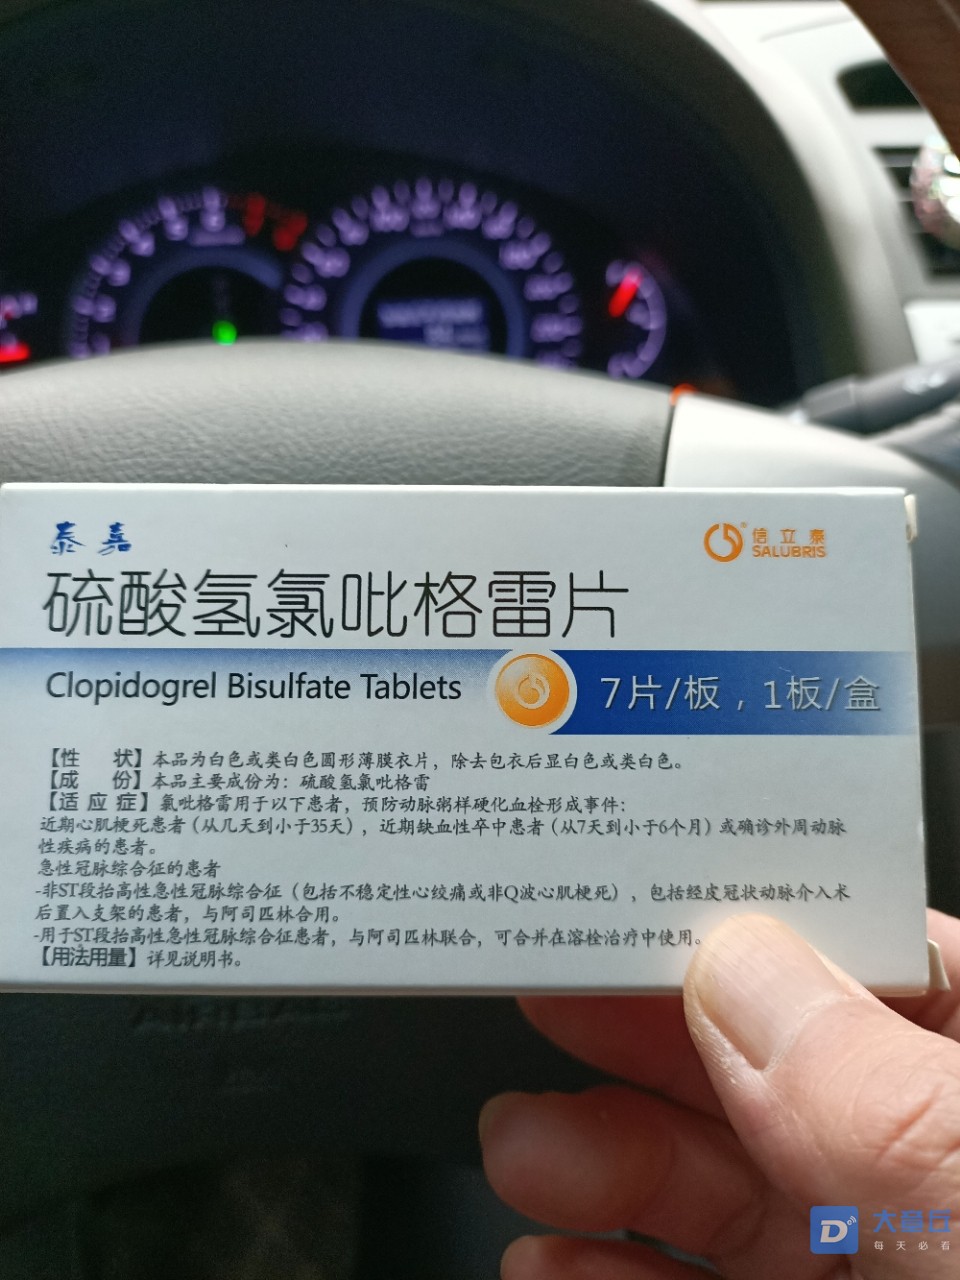 泰嘉
信立泰
SALUBRIS
硫酸氢氯吡格雷片
Clopidogrel Bisulfate Tablets
7片/板，1板/盒
【性 状】本品为白色或类白色圆形薄膜衣片，除去包衣后显白色或类白色。
【成 份】本品主要成份为：硫酸氢氯吡格雷
【适 应 症】氯吡格雷用于以下患者，预防动脉粥样硬化血栓形成事件：
近期心肌梗死患者（从几天到小于35天），近期缺血性卒中患者（从7天到小于6个月）或确诊外周动脉
性疾病的患者。
急性冠脉综合征的患者
-非ST段抬高性急性冠脉综合征（包括不稳定性心绞痛或非Q波心肌梗死），包括经皮冠状动脉介入术
后置入支架的患者，与阿司匹林合用。
-用于ST段抬高性急性冠脉综合征患者，与阿司匹林联合，可合并在溶栓治疗中使用。
【用法用量】详见说明书。
每天必看